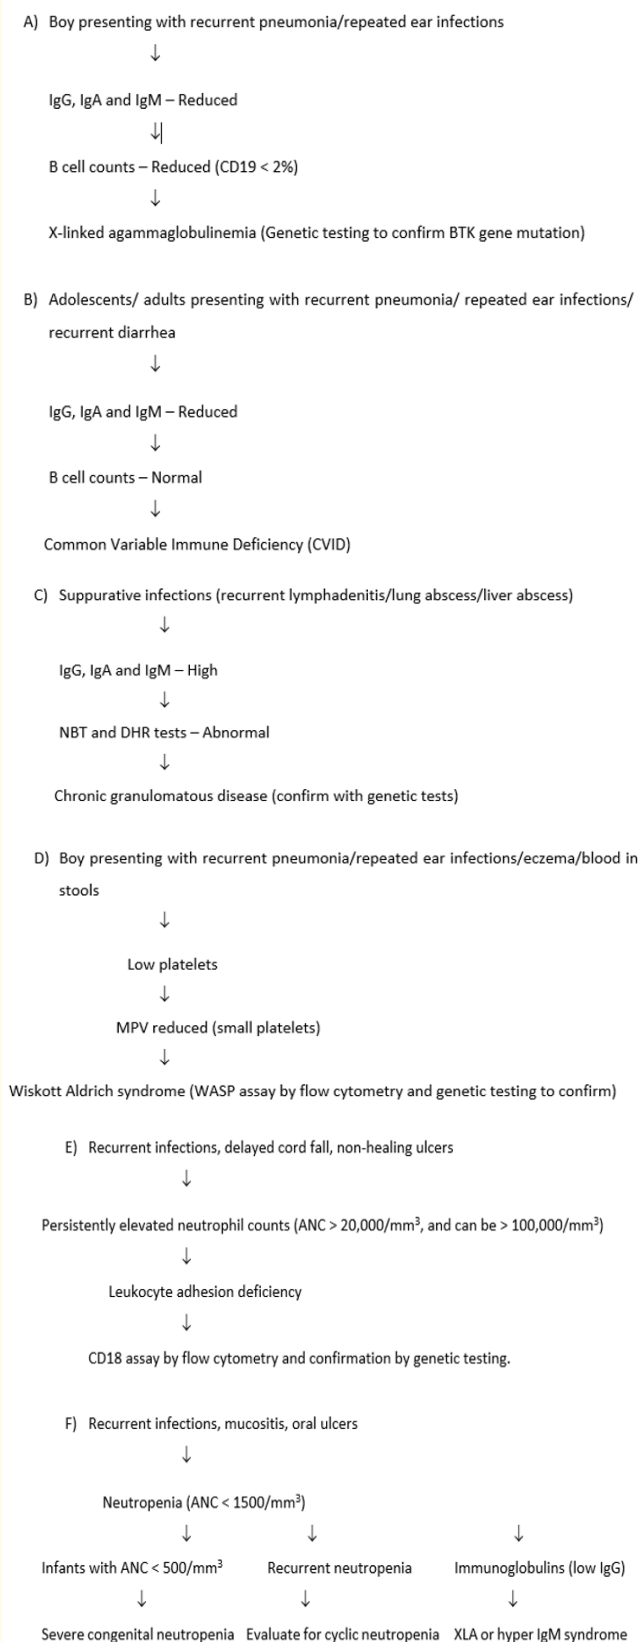 A) Boy presenting with recurrent pneumonia/repeated ear infections
↓
IgG, IgA and IgM – Reduced
↓|
B cell counts – Reduced (CD19 < 2%)
↓
X-linked agammaglobulinemia (Genetic testing to confirm BTK gene mutation)
B) Adolescents/ adults presenting with recurrent pneumonia/ repeated ear infections/
recurrent diarrhea
↓
IgG, IgA and IgM – Reduced
↓
B cell counts – Normal
↓
Common Variable Immune Deficiency (CVID)
C) Suppurative infections (recurrent lymphadenitis/lung abscess/liver abscess)
↓
IgG, IgA and IgM – High
↓
NBT and DHR tests – Abnormal
↓
Chronic granulomatous disease (confirm with genetic tests)
D) Boy presenting with recurrent pneumonia/repeated ear infections/eczema/blood in
stools
↓
Low platelets
↓
MPV reduced (small platelets)
↓
Wiskott Aldrich syndrome (WASP assay by flow cytometry and genetic testing to confirm)
E) Recurrent infections, delayed cord fall, non-healing ulcers
↓
Persistently elevated neutrophil counts (ANC > 20,000/mm³, and can be > 100,000/mm³)
↓
Leukocyte adhesion deficiency
↓
CD18 assay by flow cytometry and confirmation by genetic testing.
F) Recurrent infections, mucositis, oral ulcers
↓
Neutropenia (ANC < 1500/mm³)
↓ ↓ ↓
Infants with ANC < 500/mm³ Recurrent neutropenia Immunoglobulins (low IgG)
↓ ↓ ↓
Severe congenital neutropenia Evaluate for cyclic neutropenia XLA or hyper IgM syndrome